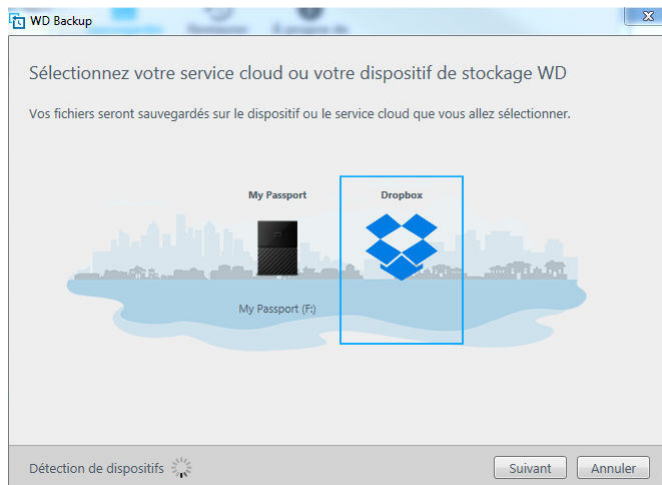 WD Backup
Sélectionnez votre service cloud ou votre dispositif de stockage WD
Vos fichiers seront sauvegardés sur le dispositif ou le service cloud que vous allez sélectionner.
My Passport
Dropbox
My Passport (F:)
Détection de dispositifs
Suivant
Annuler